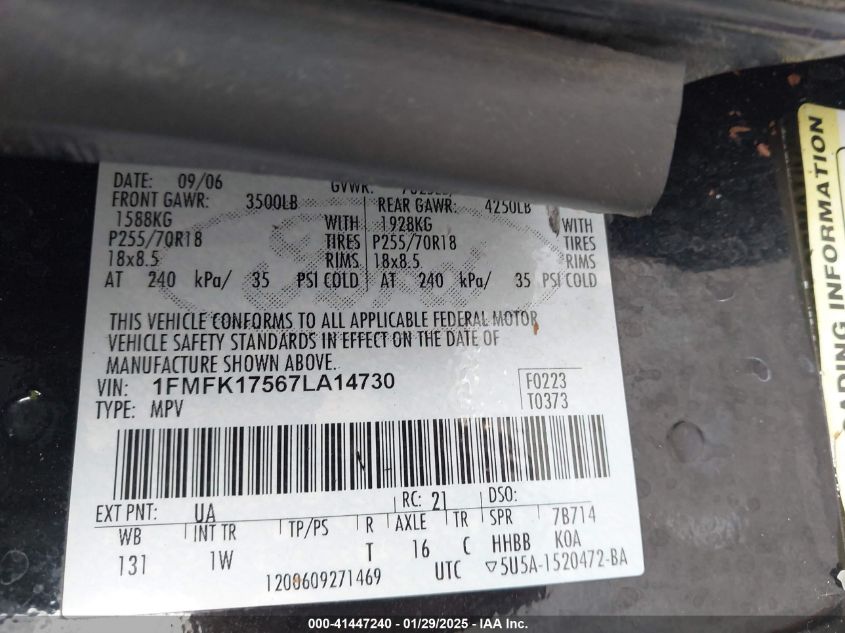 DATE: 09/06 GVWR:
FRONT GAWR: 3500LB REAR GAWR: 4250LB
1588KG WITH 1928KG WITH
P255/70R18 TIRES P255/70R18 TIRES
18x8.5 RIMS 18x8.5 RIMS
AT 240 kPa/ 35 PSI COLD AT 240 kPa/ 35 PSI COLD
THIS VEHICLE CONFORMS TO ALL APPLICABLE FEDERAL MOTOR
VEHICLE SAFETY STANDARDS IN EFFECT ON THE DATE OF
MANUFACTURE SHOWN ABOVE.
VIN: 1FMFK17567LA14730 F0223
TYPE: MPV T0373
EXT PNT: UA RC: 21 DSO:
WB INT TR TP/PS R AXLE TR SPR 7B714
131 1W T 16 C HHBB K0A
1200609271469 UTC ▽5U5A-1520472-BA
ADING INFORMATION
000-41447240 - 01/29/2025 - IAA Inc.